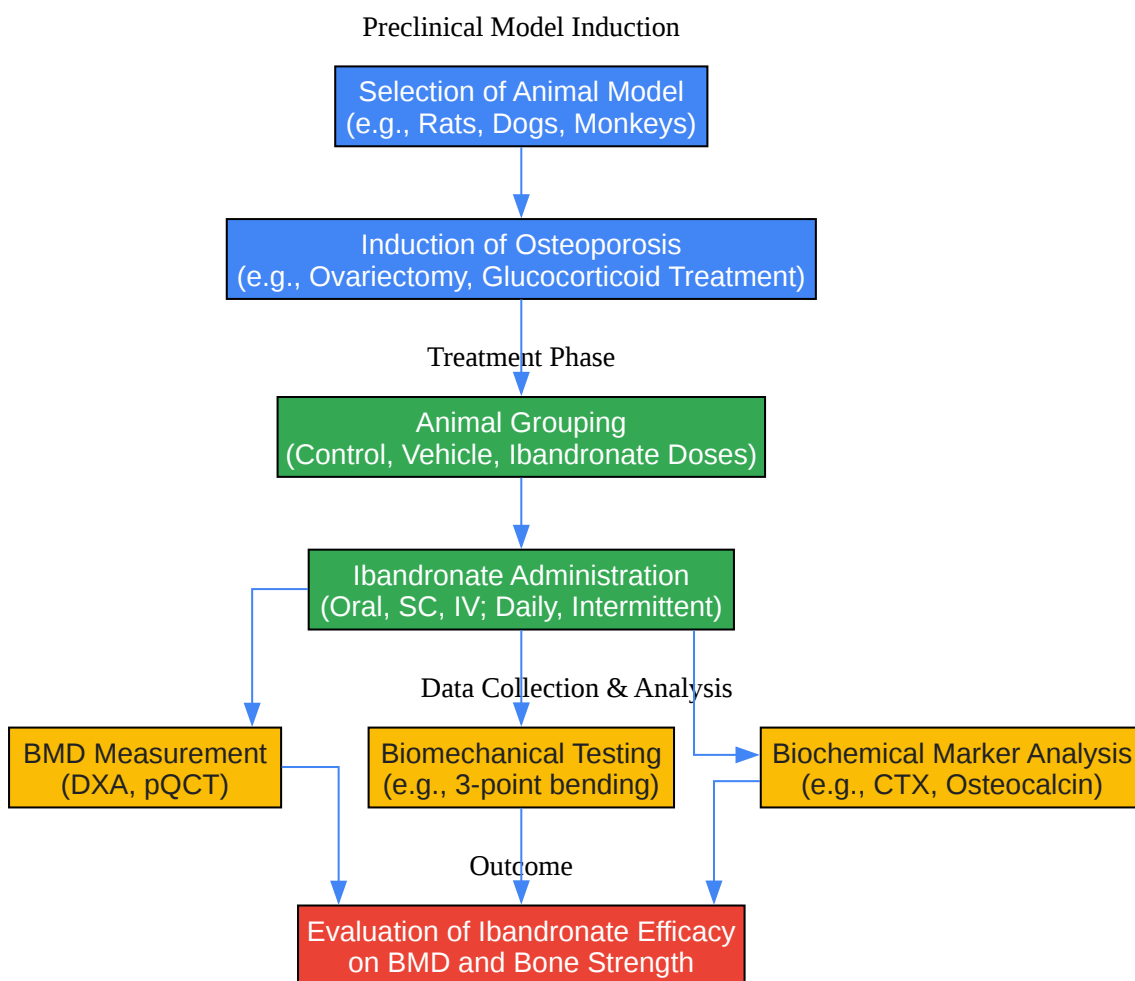 Preclinical Model Induction
Selection of Animal Model
(e.g., Rats, Dogs, Monkeys)
Induction of Osteoporosis
(e.g., Ovariectomy, Glucocorticoid Treatment)
Treatment Phase
Animal Grouping
(Control, Vehicle, Ibandronate Doses)
Ibandronate Administration
(Oral, SC, IV; Daily, Intermittent)
Data Collection & Analysis
BMD Measurement
(DXA, pQCT)
Biomechanical Testing
(e.g., 3-point bending)
Biochemical Marker Analysis
(e.g., CTX, Osteocalcin)
Outcome
Evaluation of Ibandronate Efficacy
on BMD and Bone Strength